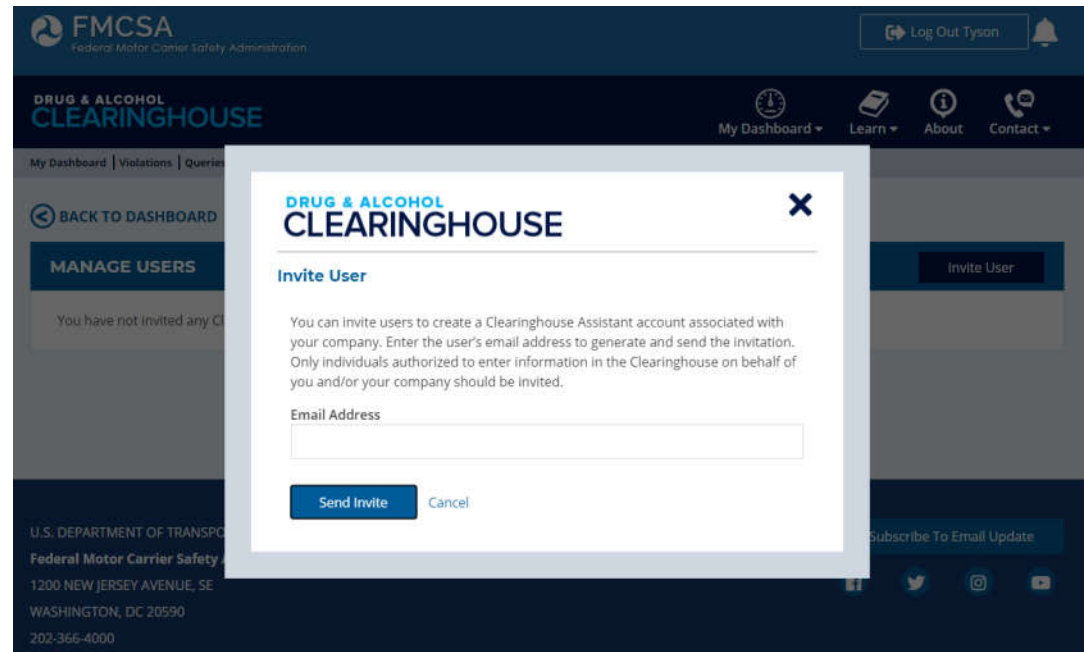 FMCSA
Federal Motor Carrier Safety Administration
Log Out Tyson
DRUG & ALCOHOL
CLEARINGHOUSE
My Dashboard
Learn
About
Contact
My Dashboard | Violations | Queries
BACK TO DASHBOARD
MANAGE USERS
Invite User
You have not invited any Cl
DRUG & ALCOHOL
CLEARINGHOUSE
Invite User
You can invite users to create a Clearinghouse Assistant account associated with
your company. Enter the user's email address to generate and send the invitation.
Only individuals authorized to enter information in the Clearinghouse on behalf of
you and/or your company should be invited.
Email Address
Send Invite
Cancel
U.S. DEPARTMENT OF TRANSPO
Federal Motor Carrier Safety
1200 NEW JERSEY AVENUE, SE
WASHINGTON, DC 20590
202-366-4000
Subscribe To Email Update